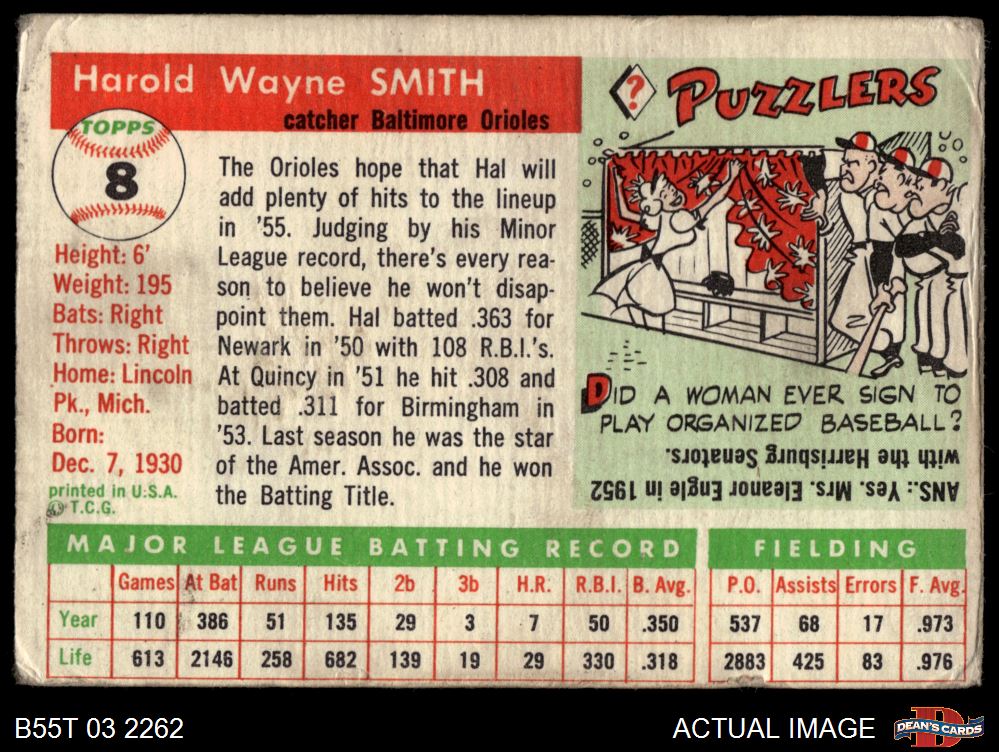 Harold Wayne SMITH
catcher Baltimore Orioles
TOPPS
8
Height: 6'
Weight: 195
Bats: Right
Throws: Right
Home: Lincoln
Pk., Mich.
Born:
Dec. 7, 1930
printed in U.S.A.
© T.C.G.
The Orioles hope that Hal will
add plenty of hits to the lineup
in '55. Judging by his Minor
League record, there's every rea-
son to believe he won't disap-
point them. Hal batted .363 for
Newark in '50 with 108 R.B.I.'s.
At Quincy in '51 he hit .308 and
batted .311 for Birmingham in
'53. Last season he was the star
of the Amer. Assoc. and he won
the Batting Title.
? PUZZLERS
DID A WOMAN EVER SIGN TO
PLAY ORGANIZED BASEBALL?
ANS.: Yes. Mrs. Eleanor Engle in 1952
with the Harrisburg Senators.
MAJOR LEAGUE BATTING RECORD FIELDING
Games At Bat Runs Hits 2b 3b H.R. R.B.I. B. Avg. P.O. Assists Errors F. Avg.
Year 110 386 51 135 29 3 7 50 .350 537 68 17 .973
Life 613 2146 258 682 139 19 29 330 .318 2883 425 83 .976
B55T 03 2262 ACTUAL IMAGE DEAN'S CARDS